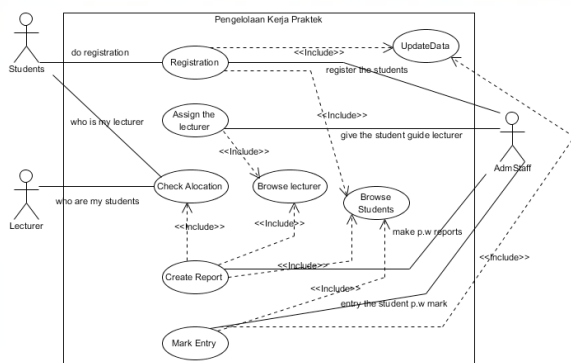 Pengelolaan Kerja Praktek
Students
do registration
Registration
<<Include>>
UpdateData
register the students
Assign the
lecturer
<<Include>>
give the student guide lecturer
AdmStaff
who is my lecturer
<<Include>>
Check Alocation
Browse lecturer
Browse
Students
Lecturer
who are my students
<<Include>>
<<Include>>
<<Include>>
make p.w reports
<<Include>>
Create Report
<<Include>>
entry the student p.w mark
Mark Entry